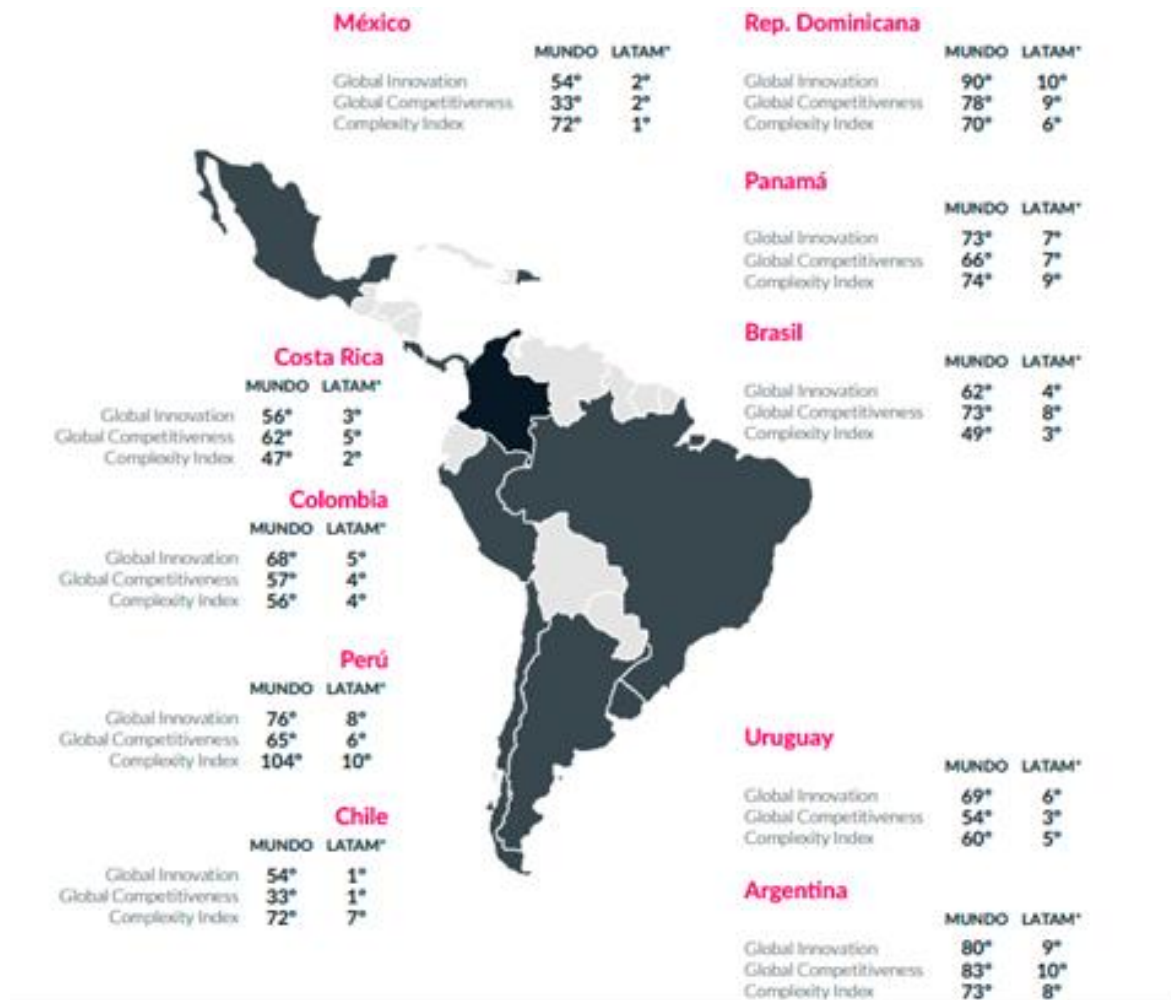 México
MUNDO LATAM*
Global Innovation 54° 2°
Global Competitiveness 33° 2°
Complexity Index 72° 1°
Rep. Dominicana
MUNDO LATAM*
Global Innovation 90° 10°
Global Competitiveness 78° 9°
Complexity Index 70° 6°
Panamá
MUNDO LATAM*
Global Innovation 73° 7°
Global Competitiveness 66° 7°
Complexity Index 74° 9°
Brasil
MUNDO LATAM*
Global Innovation 62° 4°
Global Competitiveness 73° 8°
Complexity Index 49° 3°
Costa Rica
MUNDO LATAM*
Global Innovation 56° 3°
Global Competitiveness 62° 5°
Complexity Index 47° 2°
Colombia
MUNDO LATAM*
Global Innovation 68° 5°
Global Competitiveness 57° 4°
Complexity Index 56° 4°
Perú
MUNDO LATAM*
Global Innovation 76° 8°
Global Competitiveness 65° 6°
Complexity Index 104° 10°
Chile
MUNDO LATAM*
Global Innovation 54° 1°
Global Competitiveness 33° 1°
Complexity Index 72° 7°
Uruguay
MUNDO LATAM*
Global Innovation 69° 6°
Global Competitiveness 54° 3°
Complexity Index 60° 5°
Argentina
MUNDO LATAM*
Global Innovation 80° 9°
Global Competitiveness 83° 10°
Complexity Index 73° 8°